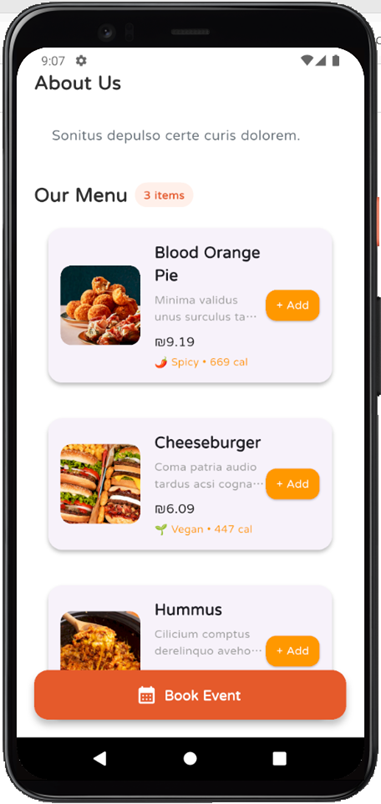 9:07
About Us
Sonitus depulso certe curis dolorem.
Our Menu 3 items
Blood Orange
Pie
Minima validus
unus surculus ta...
+ Add
₪9.19
🌶️ Spicy • 669 cal
Cheeseburger
Coma patria audio
tardus acsi cogna...
+ Add
₪6.09
🌱 Vegan • 447 cal
Hummus
Cilicium comptus
derelinquo aveho...
+ Add
Book Event